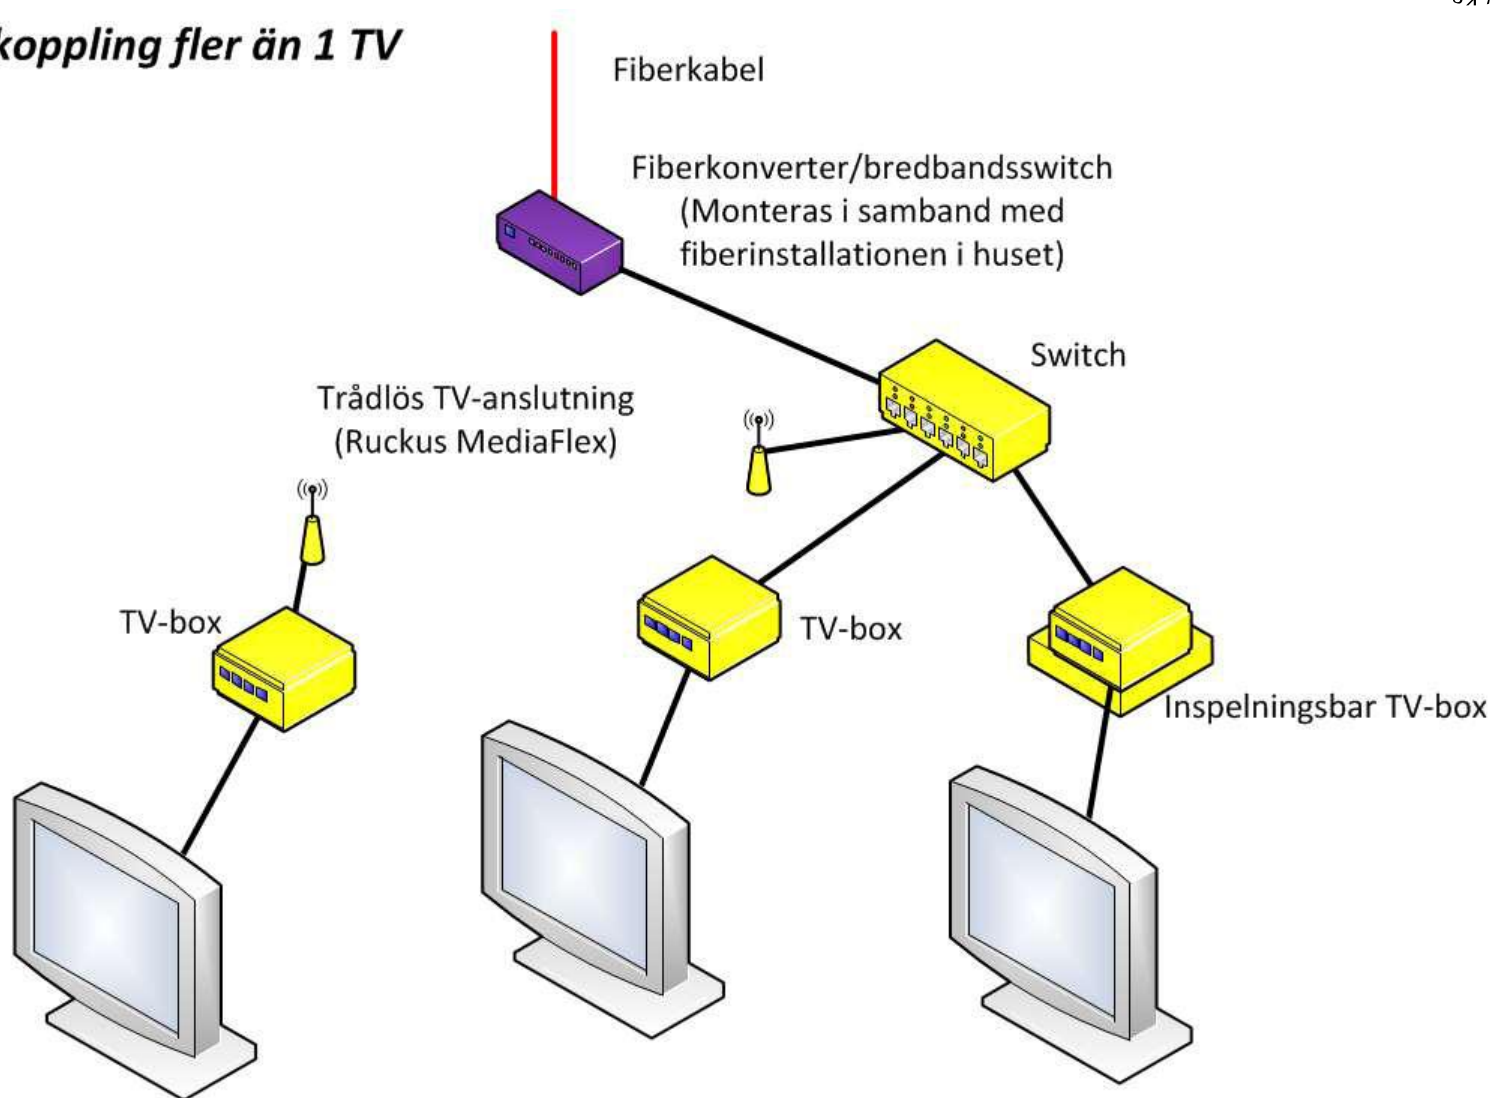 koppling fler än 1 TV
Fiberkabel
Fiberkonverter/bredbandsswitch
(Monteras i samband med
fiberinstallationen i huset)
Switch
Trådlös TV-anslutning
(Ruckus MediaFlex)
TV-box
TV-box
Inspelningsbar TV-box